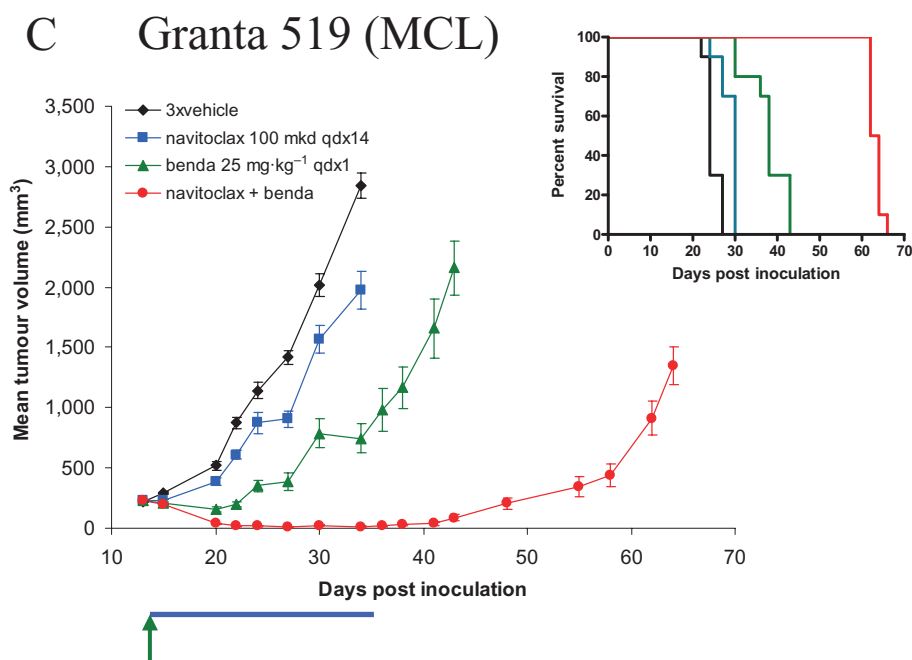 C Granta 519 (MCL)
3,500
3,000
2,500
2,000
1,500
1,000
500
0
Mean tumour volume (mm³)
3xvehicle
navitoclax 100 mkd qdx14
benda 25 mg·kg⁻¹ qdx1
navitoclax + benda
10 20 30 40 50 60 70
Days post inoculation
100
80
60
40
20
0
Percent survival
0 10 20 30 40 50 60 70
Days post inoculation